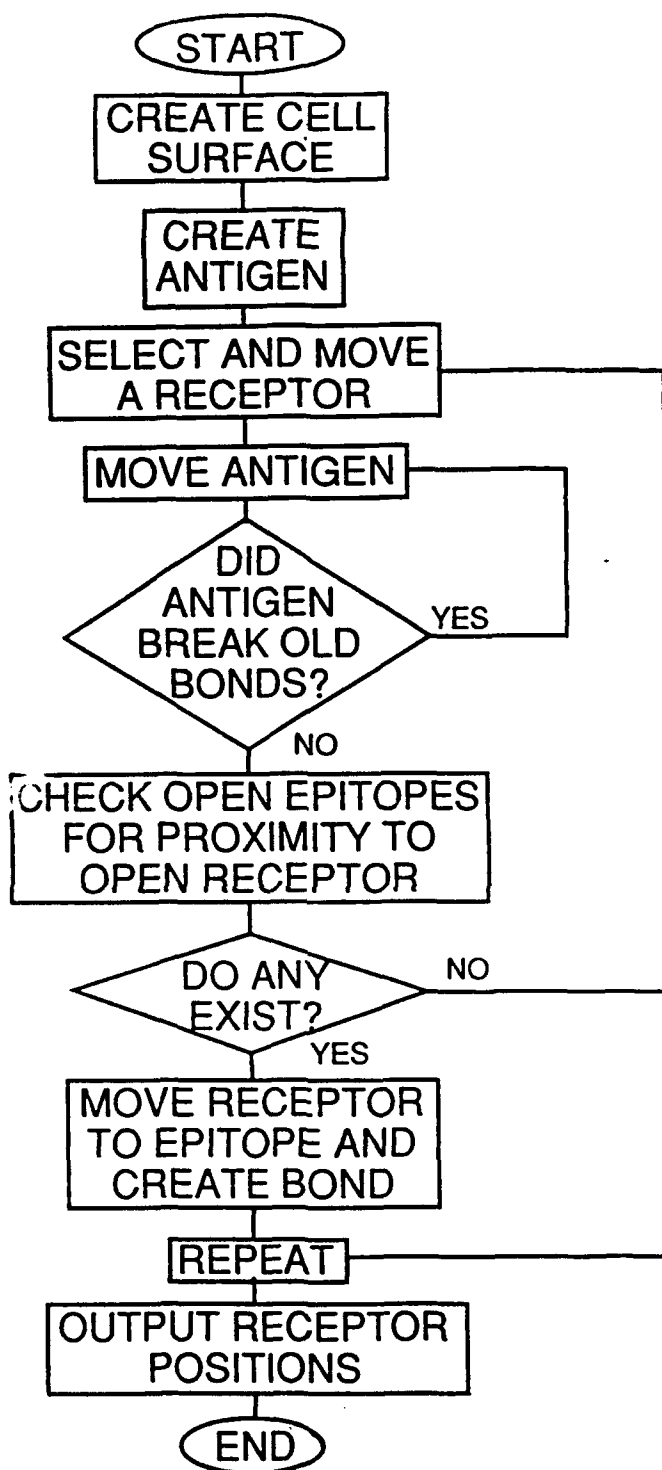 START
CREATE CELL
SURFACE
CREATE
ANTIGEN
SELECT AND MOVE
A RECEPTOR
MOVE ANTIGEN
DID
ANTIGEN
BREAK OLD
BONDS?
YES
NO
CHECK OPEN EPITOPES
FOR PROXIMITY TO
OPEN RECEPTOR
DO ANY
EXIST?
NO
YES
MOVE RECEPTOR
TO EPITOPE AND
CREATE BOND
REPEAT
OUTPUT RECEPTOR
POSITIONS
END